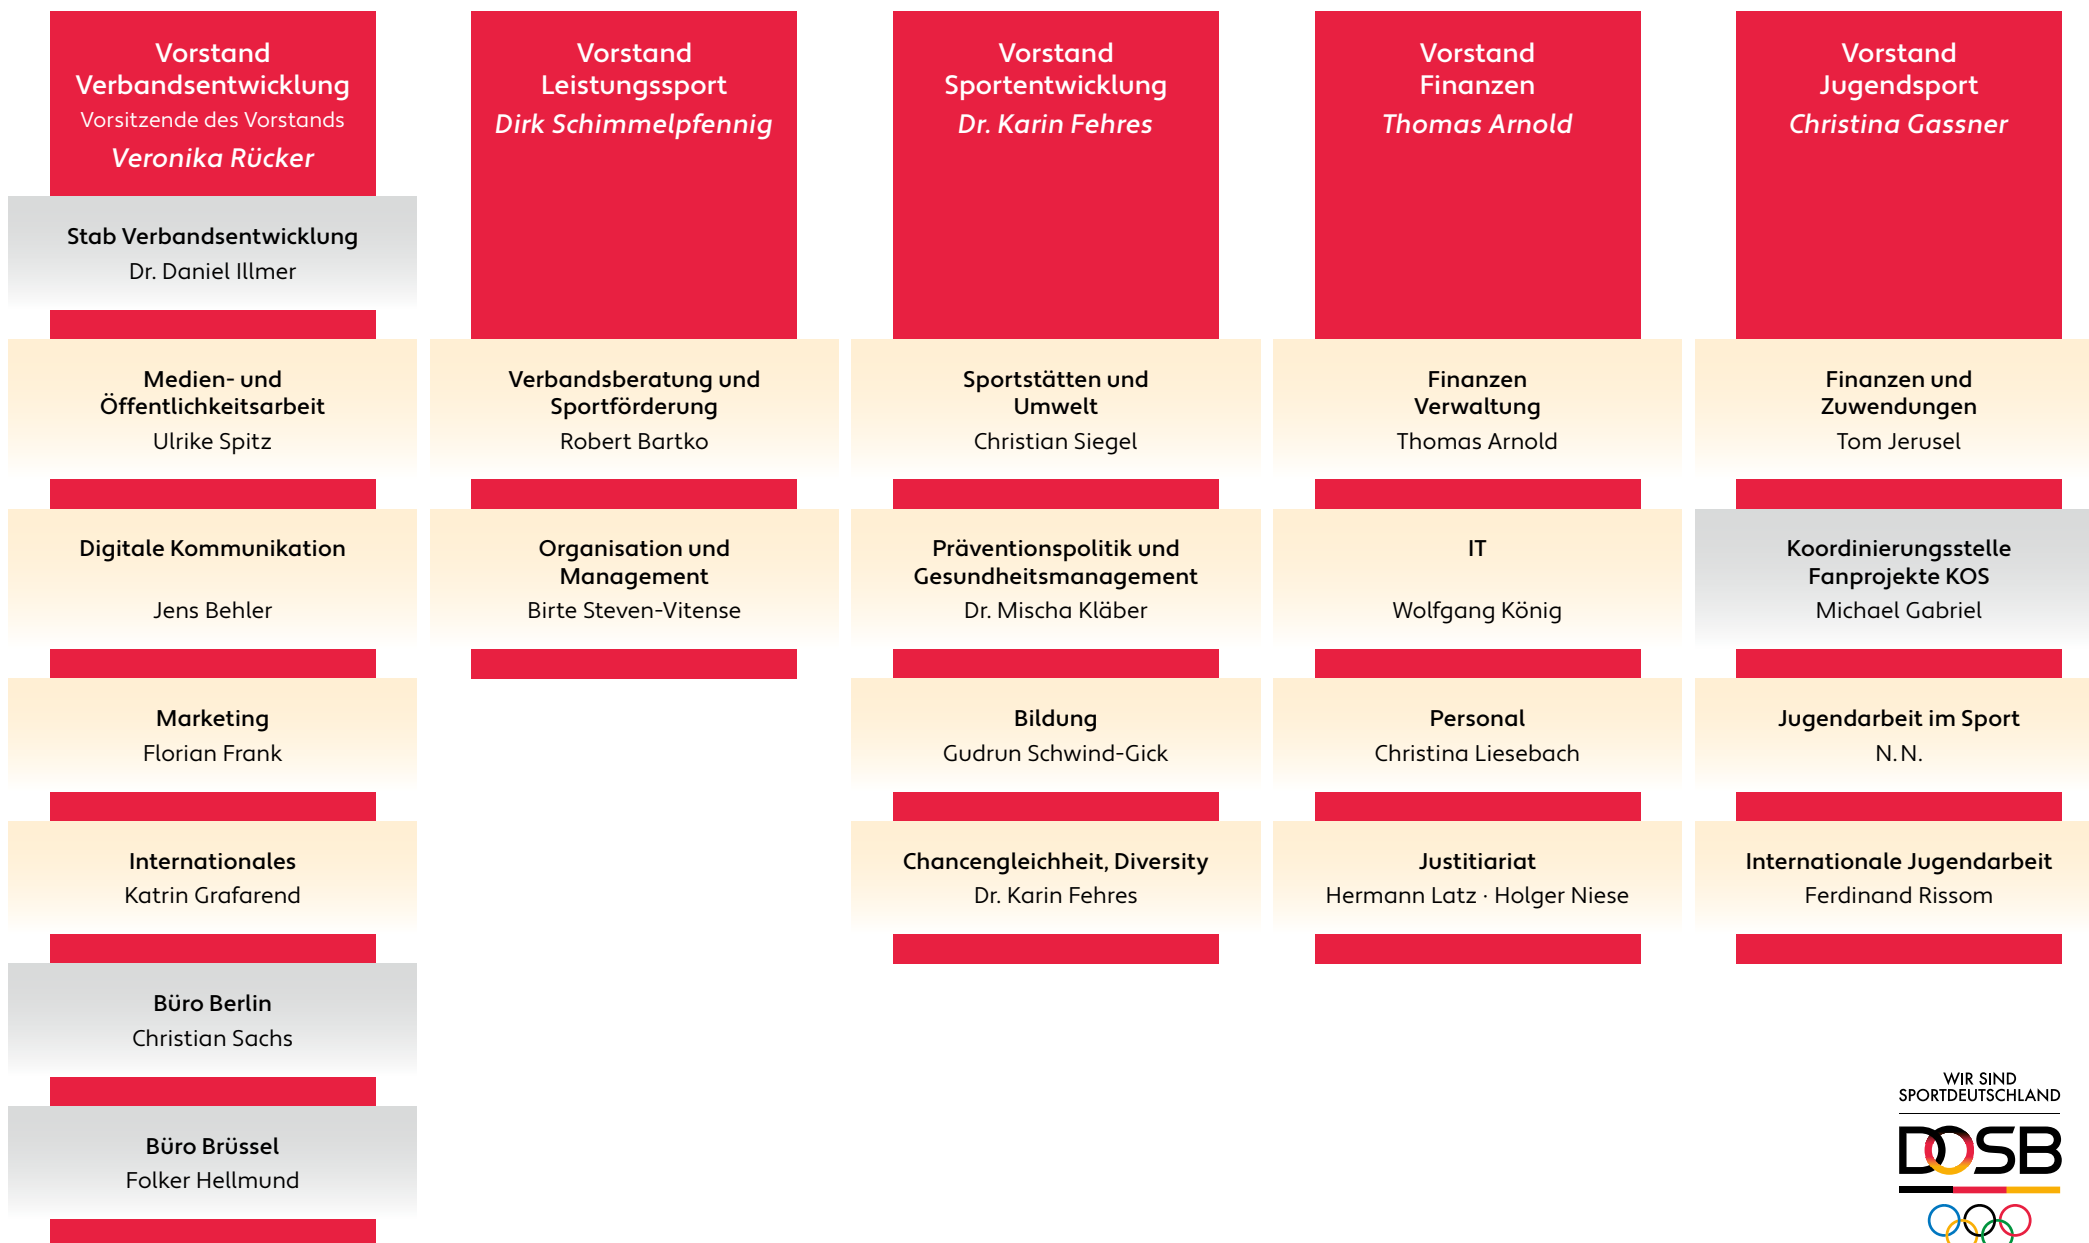 Vorstand
Verbandsentwicklung
Vorsitzende des Vorstands
Veronika Rücker
Stab Verbandsentwicklung
Dr. Daniel Illmer
Medien- und
Öffentlichkeitsarbeit
Ulrike Spitz
Digitale Kommunikation
Jens Behler
Marketing
Florian Frank
Internationales
Katrin Grafarend
Büro Berlin
Christian Sachs
Büro Brüssel
Folker Hellmund
Vorstand
Leistungssport
Dirk Schimmelpfennig
Verbandsberatung und
Sportförderung
Robert Bartko
Organisation und
Management
Birte Steven-Vitense
Vorstand
Sportentwicklung
Dr. Karin Fehres
Sportstätten und
Umwelt
Christian Siegel
Präventionspolitik und
Gesundheitsmanagement
Dr. Mischa Kläber
Bildung
Gudrun Schwind-Gick
Chancengleichheit, Diversity
Dr. Karin Fehres
Vorstand
Finanzen
Thomas Arnold
Finanzen
Verwaltung
Thomas Arnold
IT
Wolfgang König
Personal
Christina Liesebach
Justitiariat
Hermann Latz · Holger Niese
Vorstand
Jugendsport
Christina Gassner
Finanzen und
Zuwendungen
Tom Jerusel
Koordinierungsstelle
Fanprojekte KOS
Michael Gabriel
Jugendarbeit im Sport
N. N.
Internationale Jugendarbeit
Ferdinand Rissom
WIR SIND
SPORTDEUTSCHLAND
DOSB